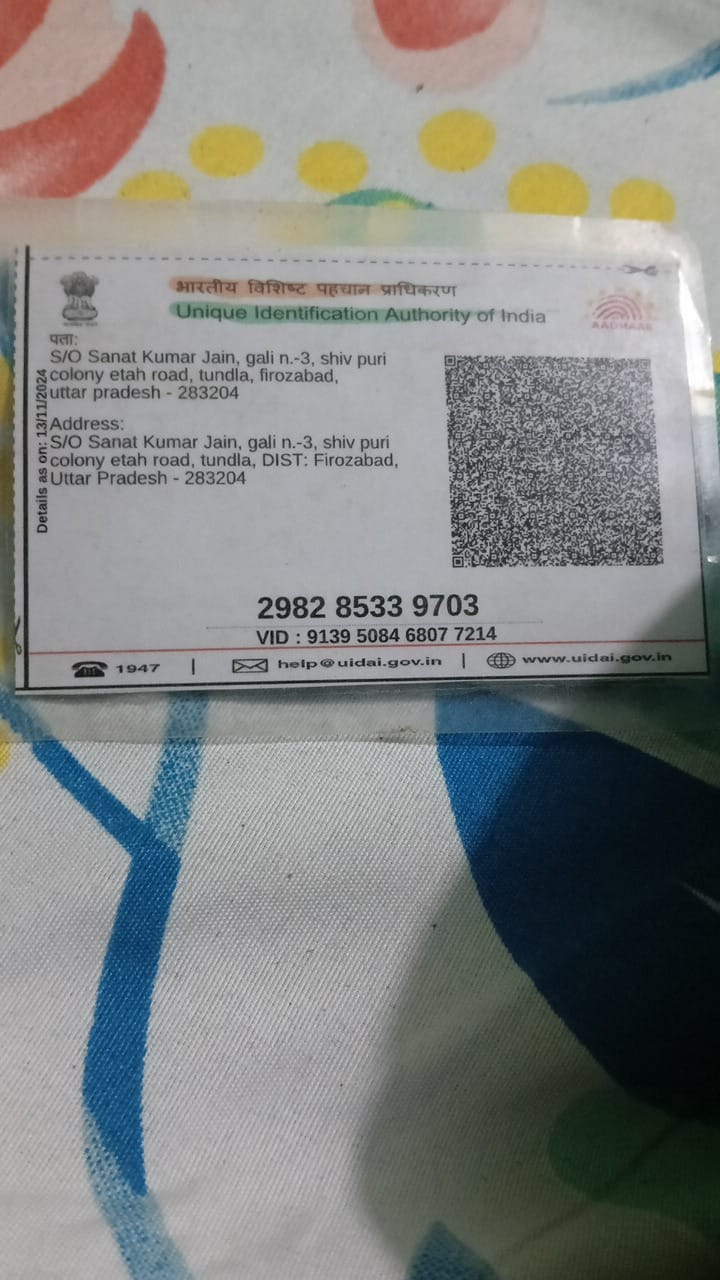 भारतीय विशिष्ट पहचान प्राधिकरण
Unique Identification Authority of India
AADHAAR
पता:
S/O Sanat Kumar Jain, gali n.-3, shiv puri
colony etah road, tundla, firozabad,
uttar pradesh - 283204
Address:
S/O Sanat Kumar Jain, gali n.-3, shiv puri
colony etah road, tundla, DIST: Firozabad,
Uttar Pradesh - 283204
Details as on: 13/11/2024
2982 8533 9703
VID : 9139 5084 6807 7214
1947 | help@uidai.gov.in | www.uidai.gov.in